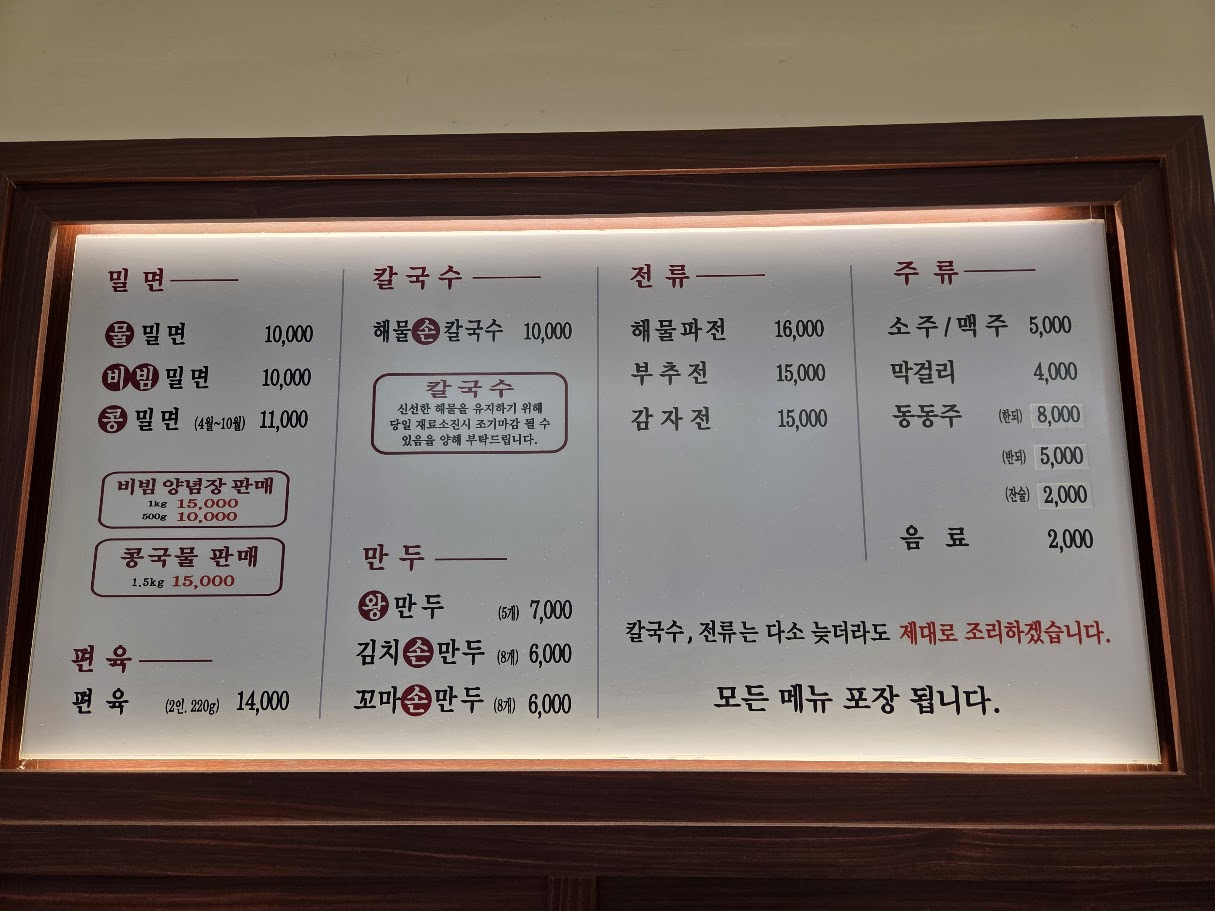 밀면
물밀면 10,000
비빔밀면 10,000
콩밀면 (4월~10월) 11,000
비빔 양념장 판매
1kg 15,000
500g 10,000
콩국물 판매
1.5kg 15,000
편육
편육 (2인, 220g) 14,000
칼국수
해물손칼국수 10,000
칼국수
신선한 해물을 유지하기 위해
당일 재료소진시 조기마감 될 수
있음을 양해 부탁드립니다.
만두
왕만두 (5개) 7,000
김치손만두 (8개) 6,000
꼬마손만두 (8개) 6,000
전류
해물파전 16,000
부추전 15,000
감자전 15,000
주류
소주/맥주 5,000
막걸리 4,000
동동주 (한되) 8,000
(반되) 5,000
(잔술) 2,000
음료 2,000
칼국수, 전류는 다소 늦더라도 제대로 조리하겠습니다.
모든 메뉴 포장 됩니다.